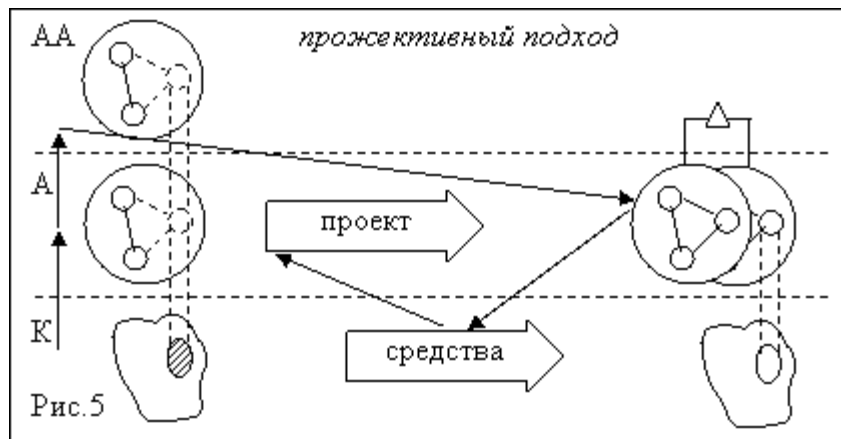 АА
прожективный подход
А
проект
К
средства
Рис.5